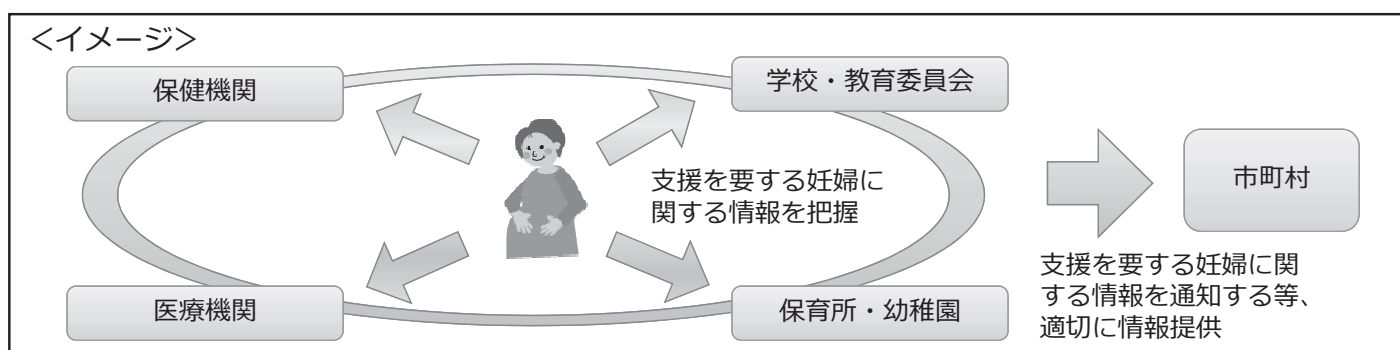 ＜イメージ＞
保健機関
学校・教育委員会
支援を要する妊婦に
関する情報を把握
市町村
医療機関
保育所・幼稚園
支援を要する妊婦に関
する情報を通知する等、
適切に情報提供